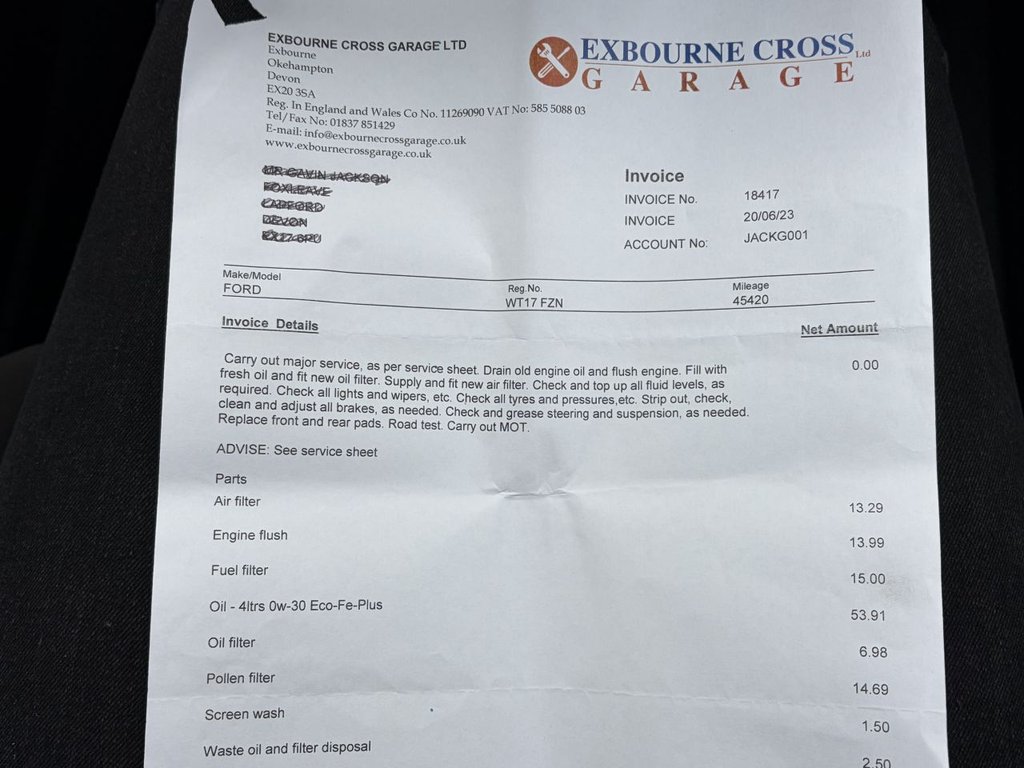 EXBOURNE CROSS GARAGE LTD
Exbourne
Okehampton
Devon
EX20 3SA
Reg. In England and Wales Co No. 11269090 VAT No: 585 5088 03
Tel/Fax No: 01837 851429
E-mail: info@exbournecrossgarage.co.uk
www.exbournecrossgarage.co.uk
EXBOURNE CROSS Ltd
GARAGE
Invoice
INVOICE No. 18417
INVOICE 20/06/23
ACCOUNT No: JACKG001
Make/Model Reg.No. Mileage
FORD WT17 FZN 45420
Invoice Details Net Amount
Carry out major service, as per service sheet. Drain old engine oil and flush engine. Fill with 0.00
fresh oil and fit new oil filter. Supply and fit new air filter. Check and top up all fluid levels, as
required. Check all lights and wipers, etc. Check all tyres and pressures,etc. Strip out, check,
clean and adjust all brakes, as needed. Check and grease steering and suspension, as needed.
Replace front and rear pads. Road test. Carry out MOT.
ADVISE: See service sheet
Parts
Air filter 13.29
Engine flush 13.99
Fuel filter 15.00
Oil - 4ltrs 0w-30 Eco-Fe-Plus 53.91
Oil filter 6.98
Pollen filter 14.69
Screen wash 1.50
Waste oil and filter disposal 2.50